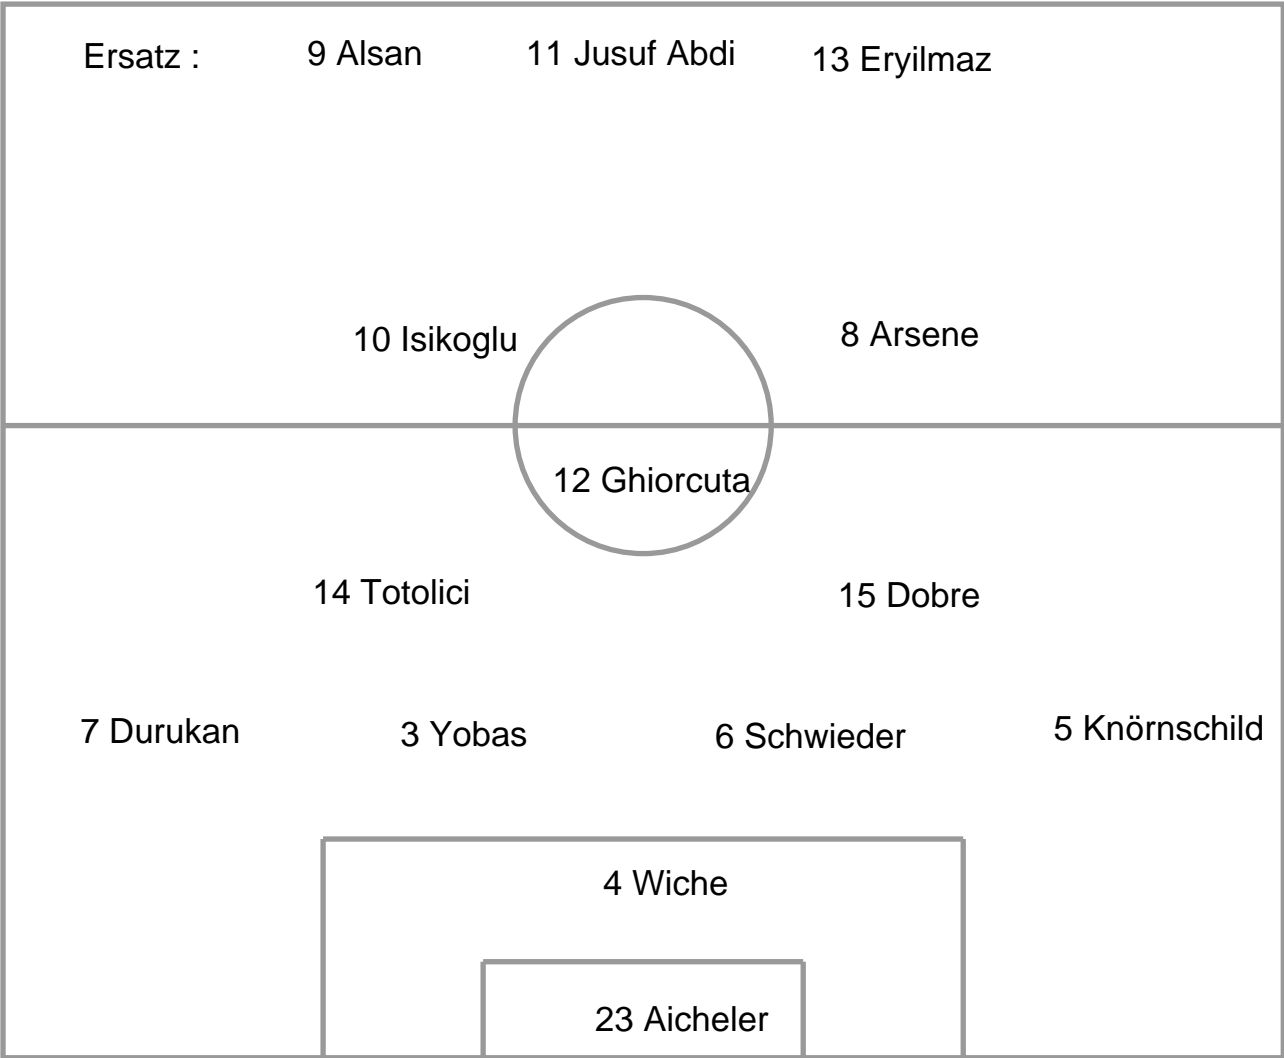 Ersatz : 9 Alsan 11 Jusuf Abdi 13 Eryilmaz
10 Isikoglu 8 Arsene
12 Ghiorcuta
14 Totolici 15 Dobre
7 Durukan 3 Yobas 6 Schwieder 5 Knörnschild
4 Wiche
23 Aicheler